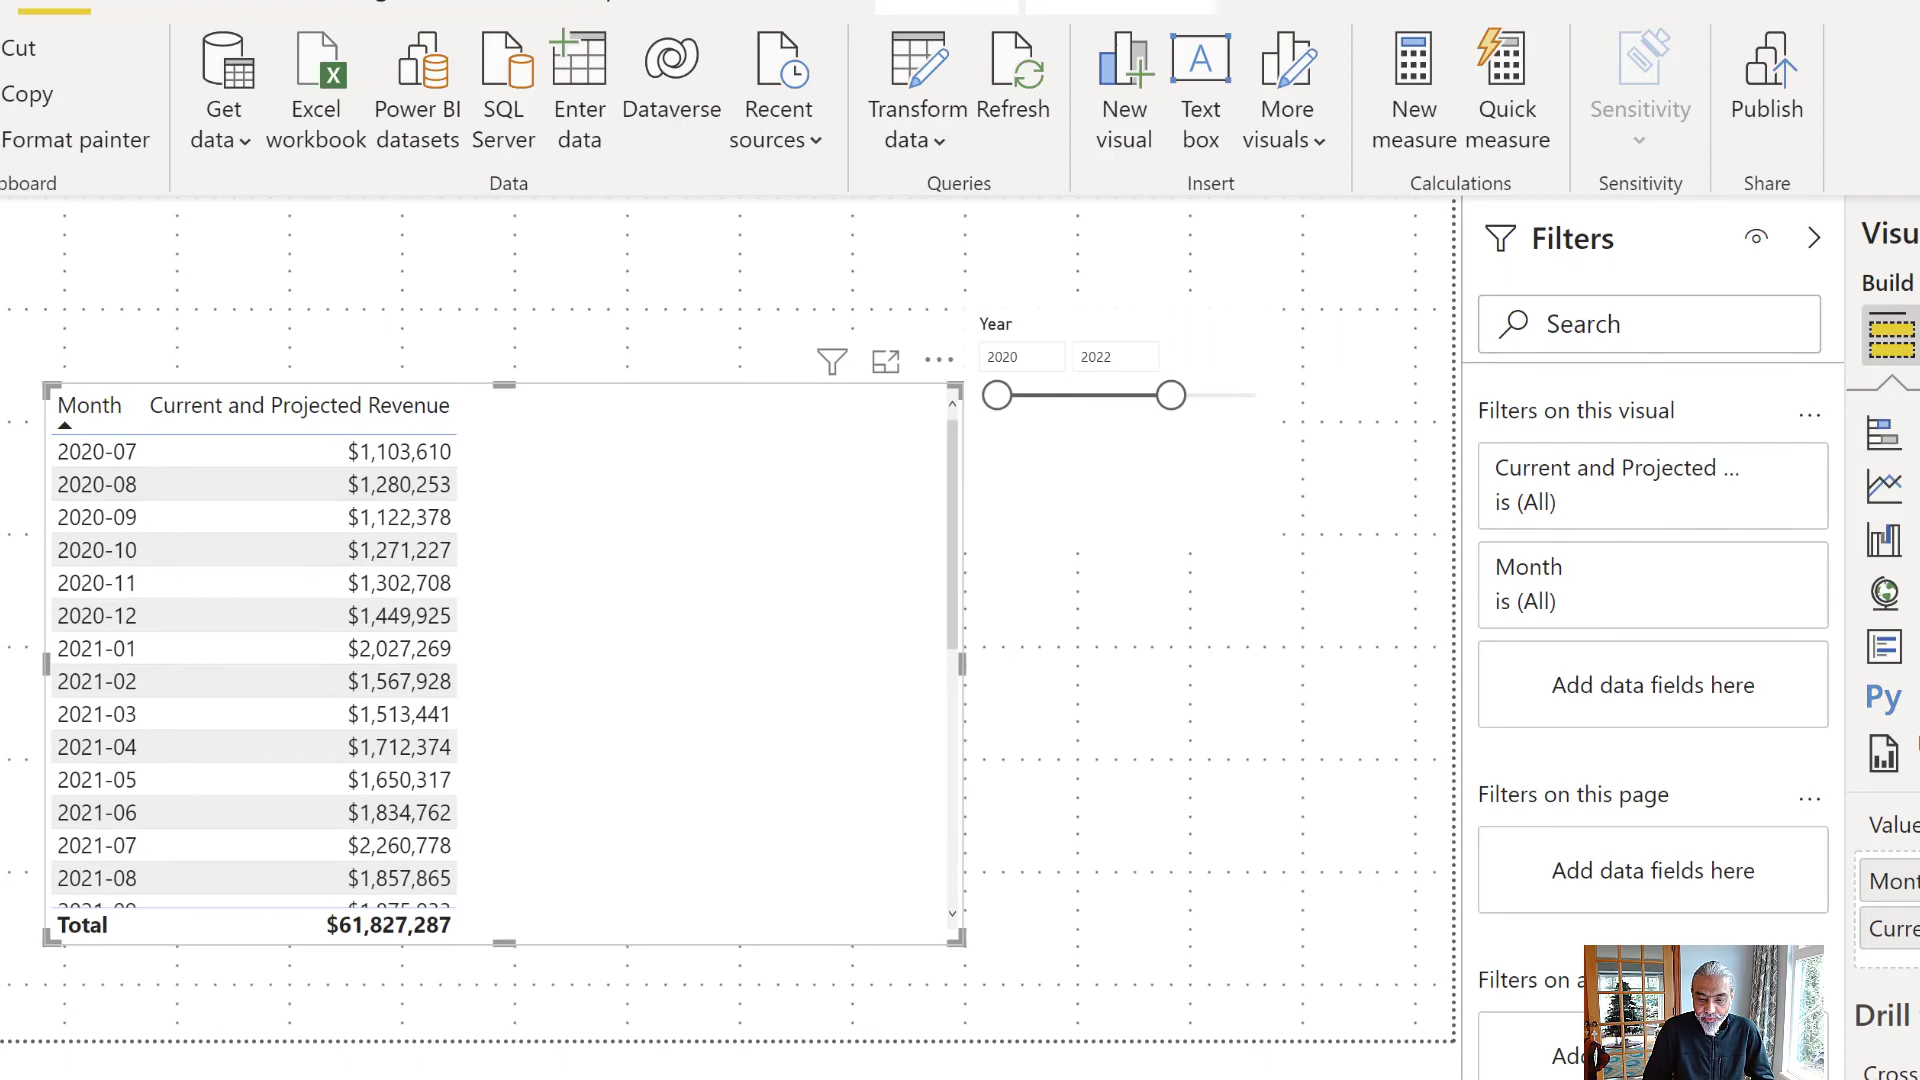 Cut
Copy
Format painter
Get data
Excel workbook
Power BI datasets
SQL Server
Enter data
Dataverse
Recent sources
Transform data
Refresh
New visual
A
Text box
More visuals
New measure
Quick measure
Sensitivity
Publish
Data
Queries
Insert
Calculations
Sensitivity
Share
Filters
Search
Filters on this visual
...
Current and Projected ...
is (All)
Month
is (All)
Add data fields here
Filters on this page
...
Add data fields here
Filters on
Build
Py
Drill
Year
2020 2022
Month Current and Projected Revenue
2020-07 $1,103,610
2020-08 $1,280,253
2020-09 $1,122,378
2020-10 $1,271,227
2020-11 $1,302,708
2020-12 $1,449,925
2021-01 $2,027,269
2021-02 $1,567,928
2021-03 $1,513,441
2021-04 $1,712,374
2021-05 $1,650,317
2021-06 $1,834,762
2021-07 $2,260,778
2021-08 $1,857,865
Total $61,827,287